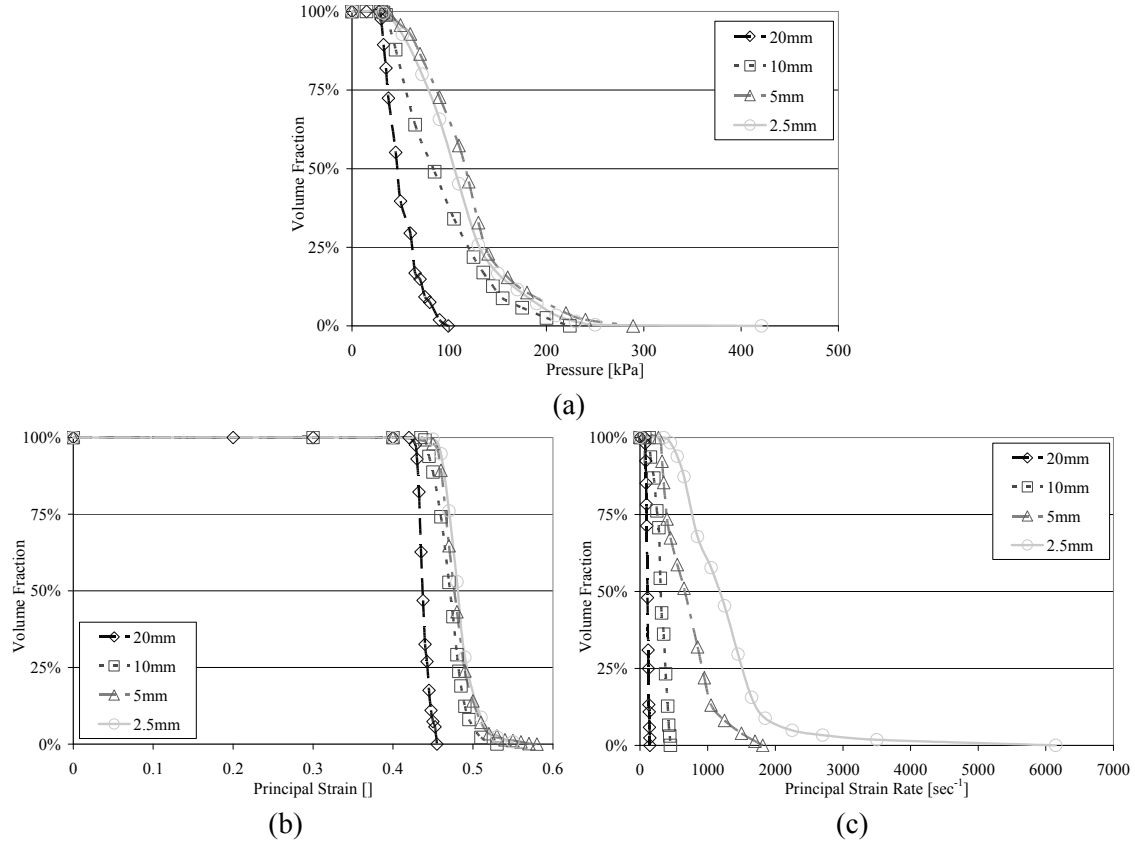 100%
75%
50%
25%
0%
Volume Fraction
0 100 200 300 400 500
Pressure [kPa]
20mm
10mm
5mm
2.5mm
(a)
100%
75%
50%
25%
0%
Volume Fraction
0 0.1 0.2 0.3 0.4 0.5 0.6
Principal Strain []
20mm
10mm
5mm
2.5mm
(b)
100%
75%
50%
25%
0%
Volume Fraction
0 1000 2000 3000 4000 5000 6000 7000
Principal Strain Rate [sec⁻¹]
20mm
10mm
5mm
2.5mm
(c)